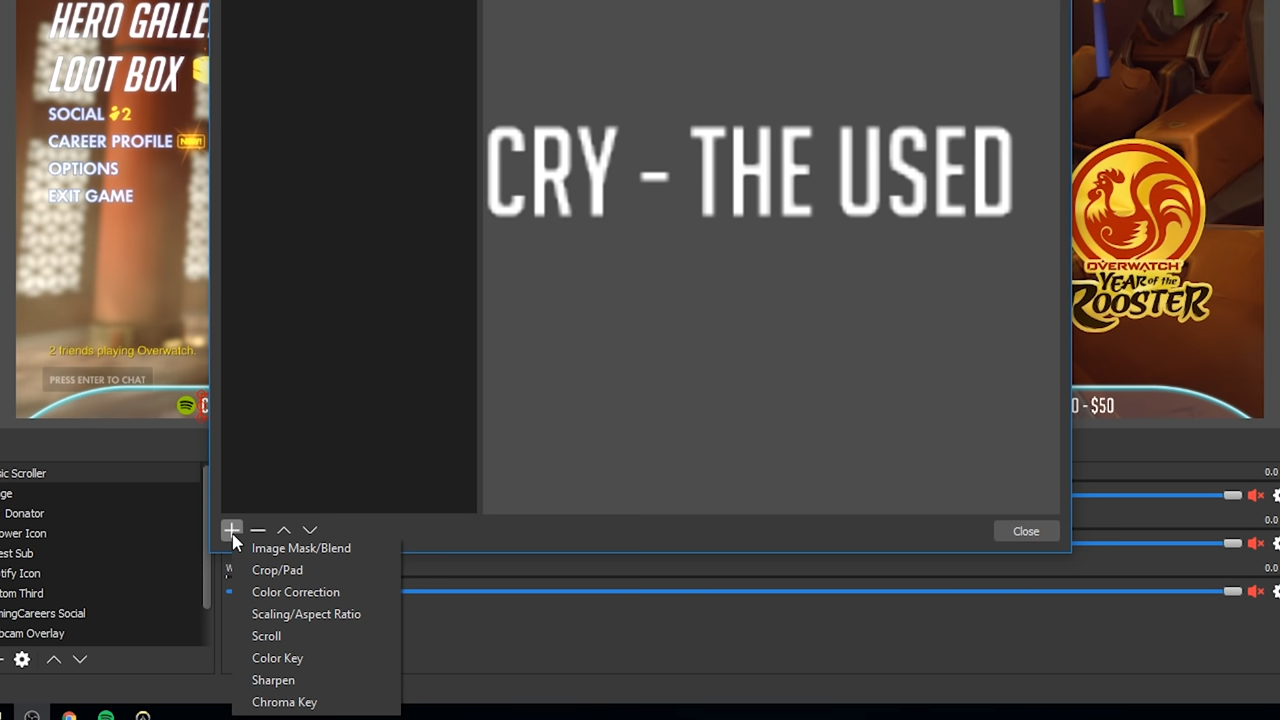 HERO GALLE
LOOT BOX
SOCIAL 2
CAREER PROFILE NEW!
OPTIONS
EXIT GAME
2 friends playing Overwatch.
PRESS ENTER TO CHAT
C
CRY - THE USED
OVERWATCH
YEAR of the
ROOSTER
0 - $50
Close
Image Mask/Blend
Crop/Pad
Color Correction
Scaling/Aspect Ratio
Scroll
Color Key
Sharpen
Chroma Key
sic Scroller
ge
Donator
ower Icon
est Sub
tify Icon
tom Third
mingCareers Social
bcam Overlay
0.0
0.0
W
0.0